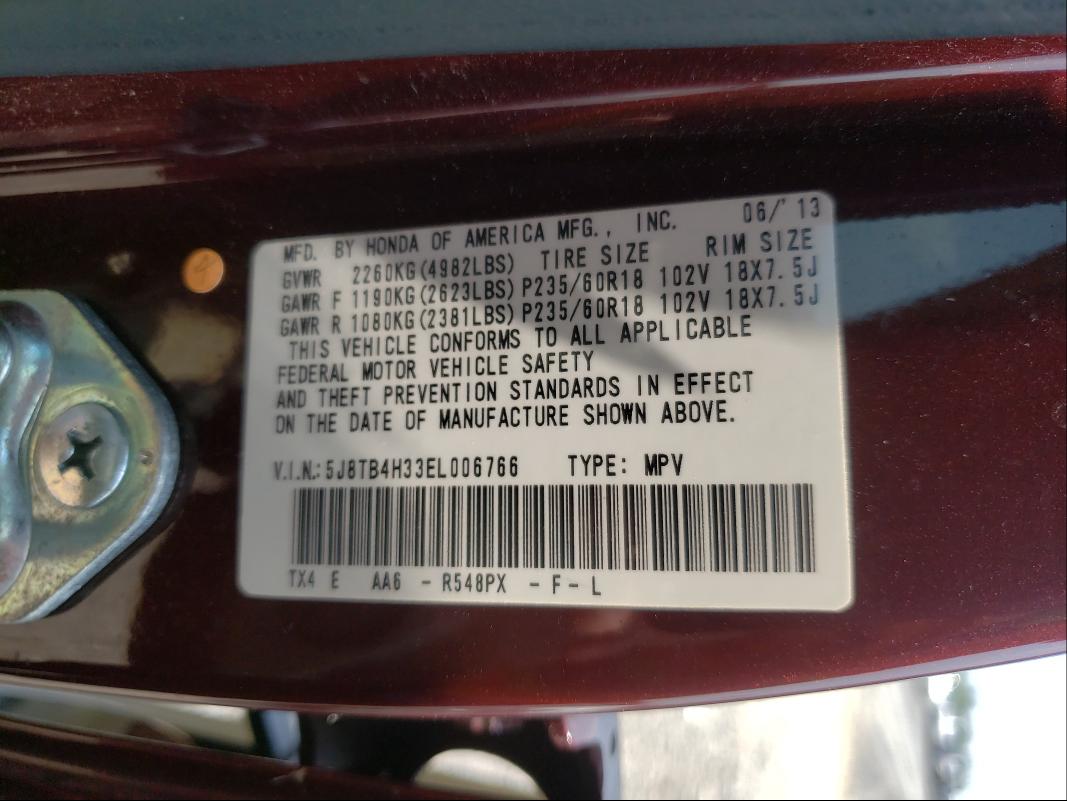 MFD. BY HONDA OF AMERICA MFG., INC. 06/'13
GVWR 2260KG(4982LBS) TIRE SIZE RIM SIZE
GAWR F 1190KG(2623LBS) P235/60R18 102V 18X7.5J
GAWR R 1080KG(2381LBS) P235/60R18 102V 18X7.5J
THIS VEHICLE CONFORMS TO ALL APPLICABLE
FEDERAL MOTOR VEHICLE SAFETY
AND THEFT PREVENTION STANDARDS IN EFFECT
ON THE DATE OF MANUFACTURE SHOWN ABOVE.
V.I.N.: 5J8TB4H33EL006766 TYPE: MPV
TX4 E AA6 - R548PX - F - L